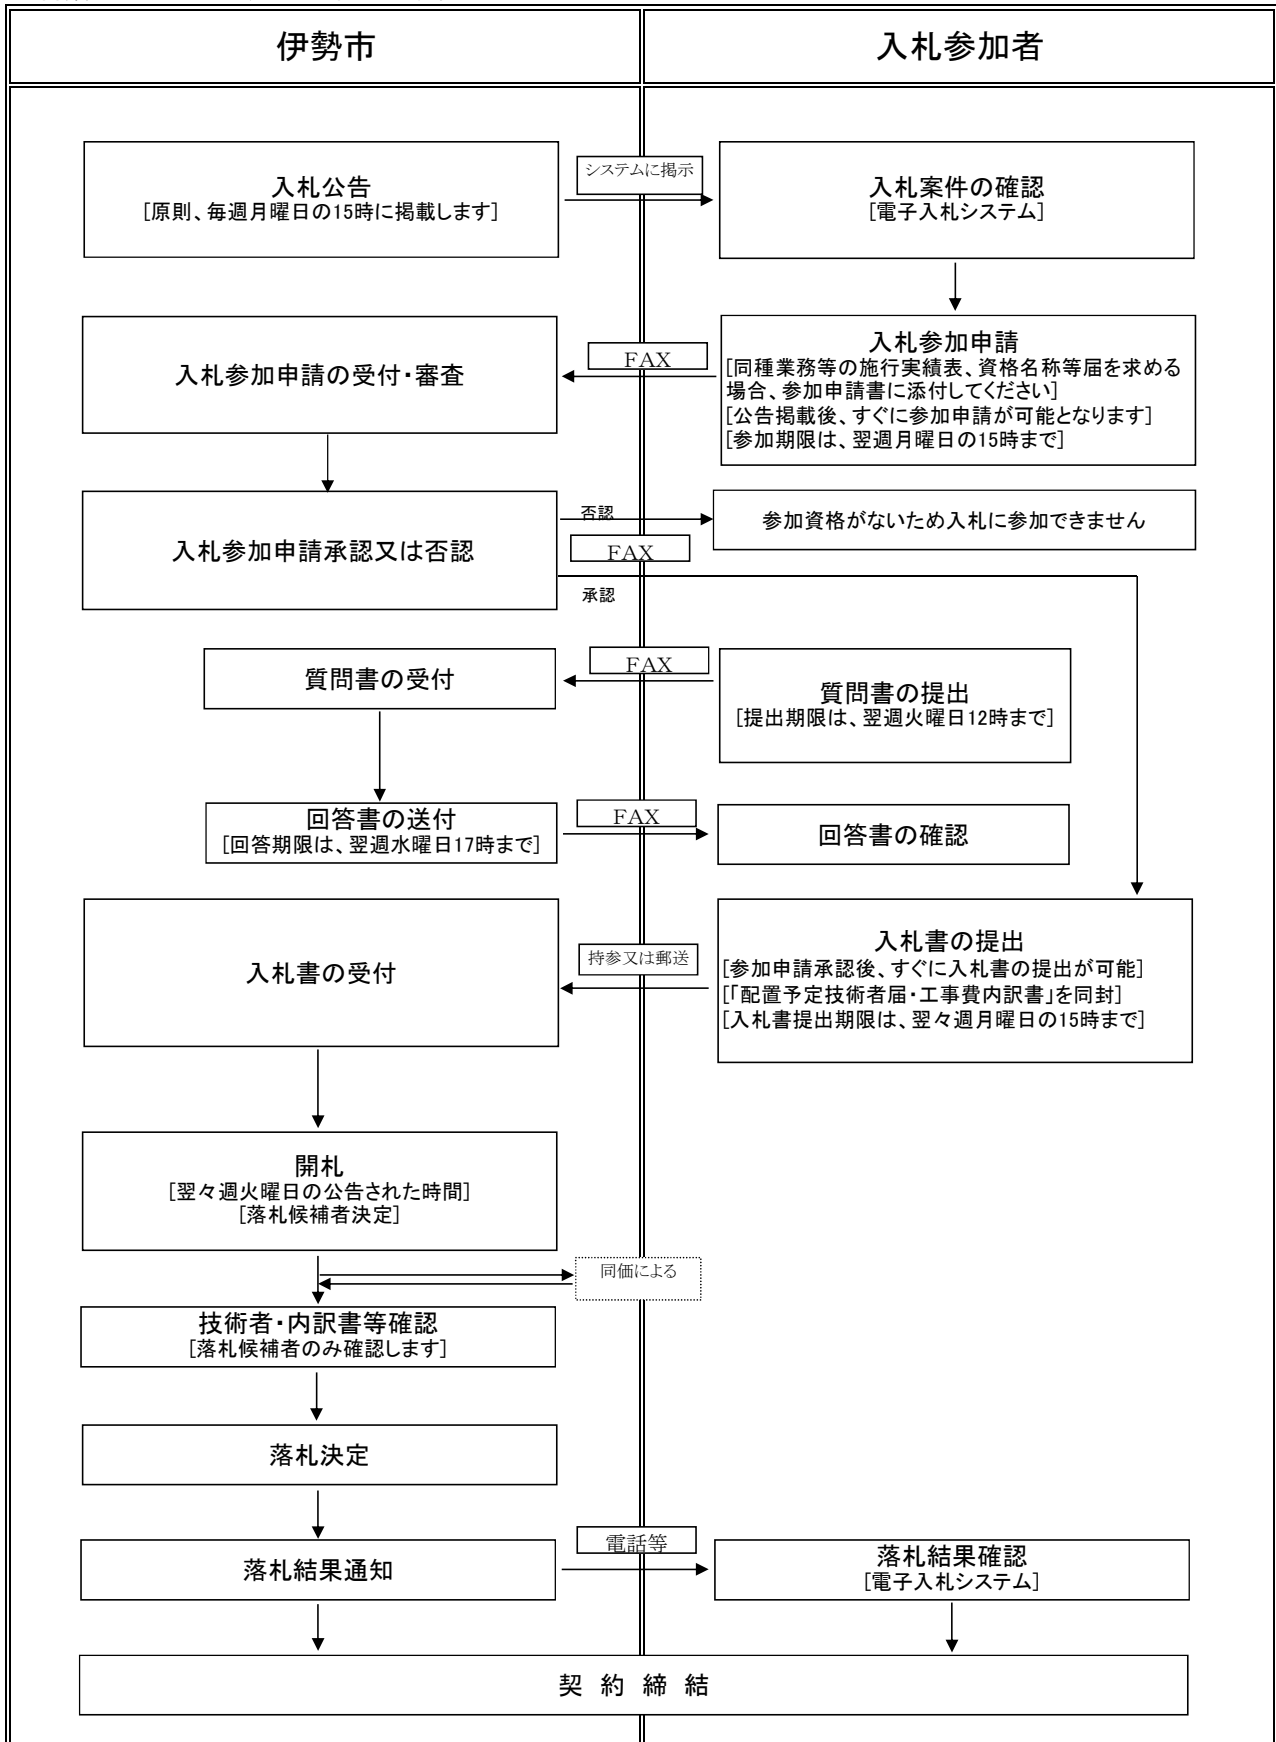 伊勢市
入札参加者
入札公告
[原則、毎週月曜日の15時に掲載します]
システムに掲示
入札案件の確認
[電子入札システム]
入札参加申請
[同種業務等の施行実績表、資格名称等届を求める
場合、参加申請書に添付してください]
[公告掲載後、すぐに参加申請が可能となります]
[参加期限は、翌週月曜日の15時まで]
FAX
入札参加申請の受付・審査
入札参加申請承認又は否認
否認
FAX
承認
参加資格がないため入札に参加できません
質問書の受付
FAX
質問書の提出
[提出期限は、翌週火曜日12時まで]
回答書の送付
[回答期限は、翌週水曜日17時まで]
FAX
回答書の確認
入札書の受付
持参又は郵送
入札書の提出
[参加申請承認後、すぐに入札書の提出が可能]
[「配置予定技術者届・工事費内訳書」を同封]
[入札書提出期限は、翌々週月曜日の15時まで]
開札
[翌々週火曜日の公告された時間]
[落札候補者決定]
同価による
技術者・内訳書等確認
[落札候補者のみ確認します]
落札決定
落札結果通知
電話等
落札結果確認
[電子入札システム]
契 約 締 結